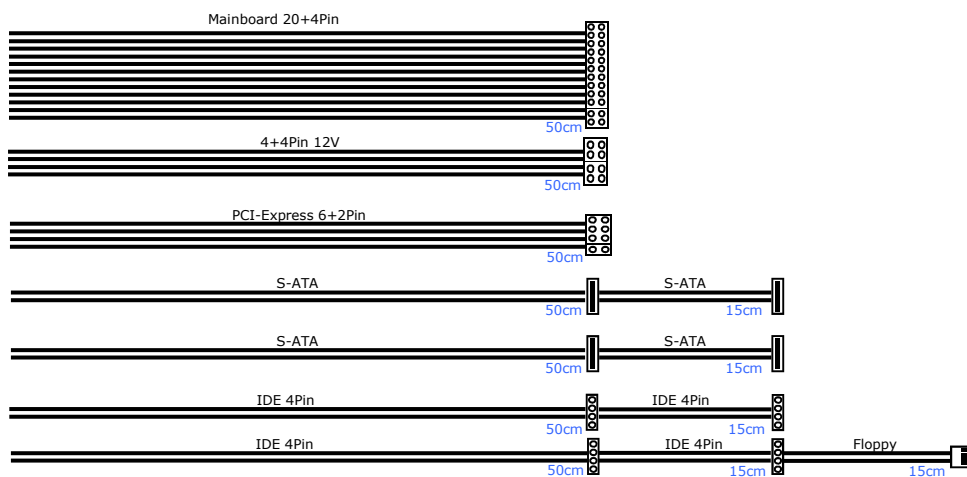 Mainboard 20+4Pin
50cm
4+4Pin 12V
50cm
PCI-Express 6+2Pin
50cm
S-ATA S-ATA
50cm 15cm
S-ATA S-ATA
50cm 15cm
IDE 4Pin IDE 4Pin
50cm 15cm
IDE 4Pin IDE 4Pin Floppy
50cm 15cm 15cm